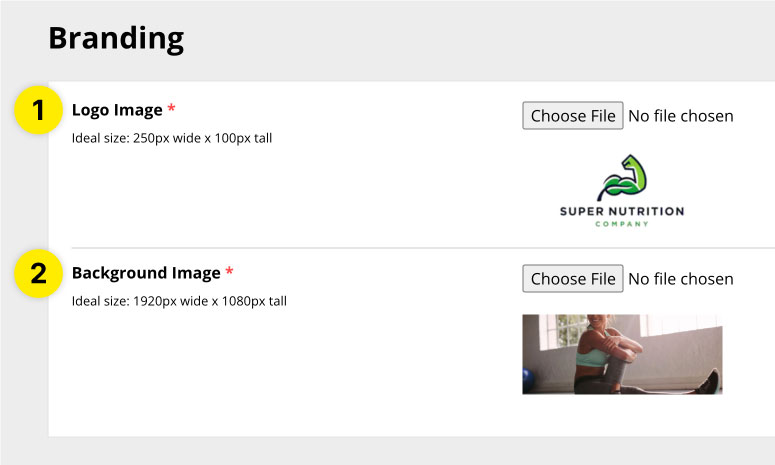 Branding
1
Logo Image *
Choose File No file chosen
Ideal size: 250px wide x 100px tall
SUPER NUTRITION
COMPANY
2
Background Image *
Choose File No file chosen
Ideal size: 1920px wide x 1080px tall